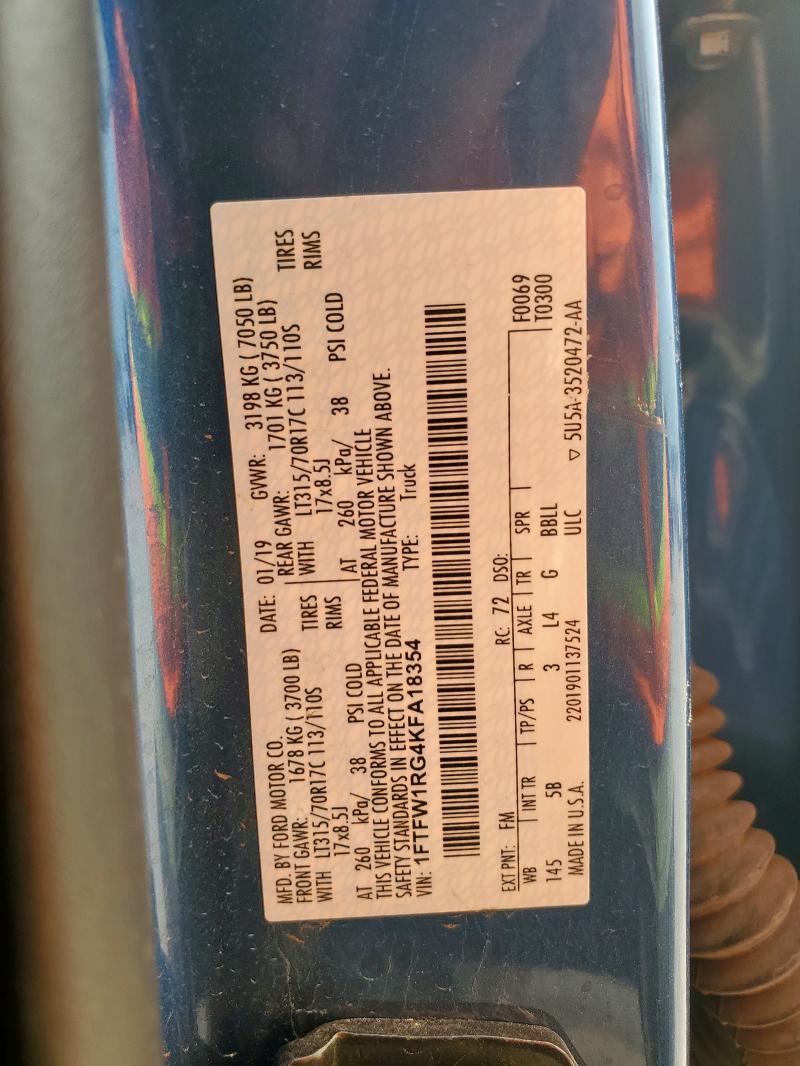 MFD. BY FORD MOTOR CO.
DATE: 01/19 GVWR: 3198 KG ( 7050 LB)
FRONT GAWR: 1678 KG ( 3700 LB) REAR GAWR: 1701 KG ( 3750 LB)
WITH LT315/70R17C 113/110S TIRES WITH LT315/70R17C 113/110S TIRES
17x8.5J RIMS 17x8.5J RIMS
AT 260 kPa/ 38 PSI COLD AT 260 kPa/ 38 PSI COLD
THIS VEHICLE CONFORMS TO ALL APPLICABLE FEDERAL MOTOR VEHICLE
SAFETY STANDARDS IN EFFECT ON THE DATE OF MANUFACTURE SHOWN ABOVE.
VIN: 1FTFW1RG4KFA18354 TYPE: Truck
EXT PNT: FM RC: 72 DSO: F0069
WB INT TR TP/PS R AXLE TR SPR T0300
145 5B 3 L4 G BBLL
MADE IN U.S.A. 2201901137524 ULC ▽ 5U5A-3520472-AA